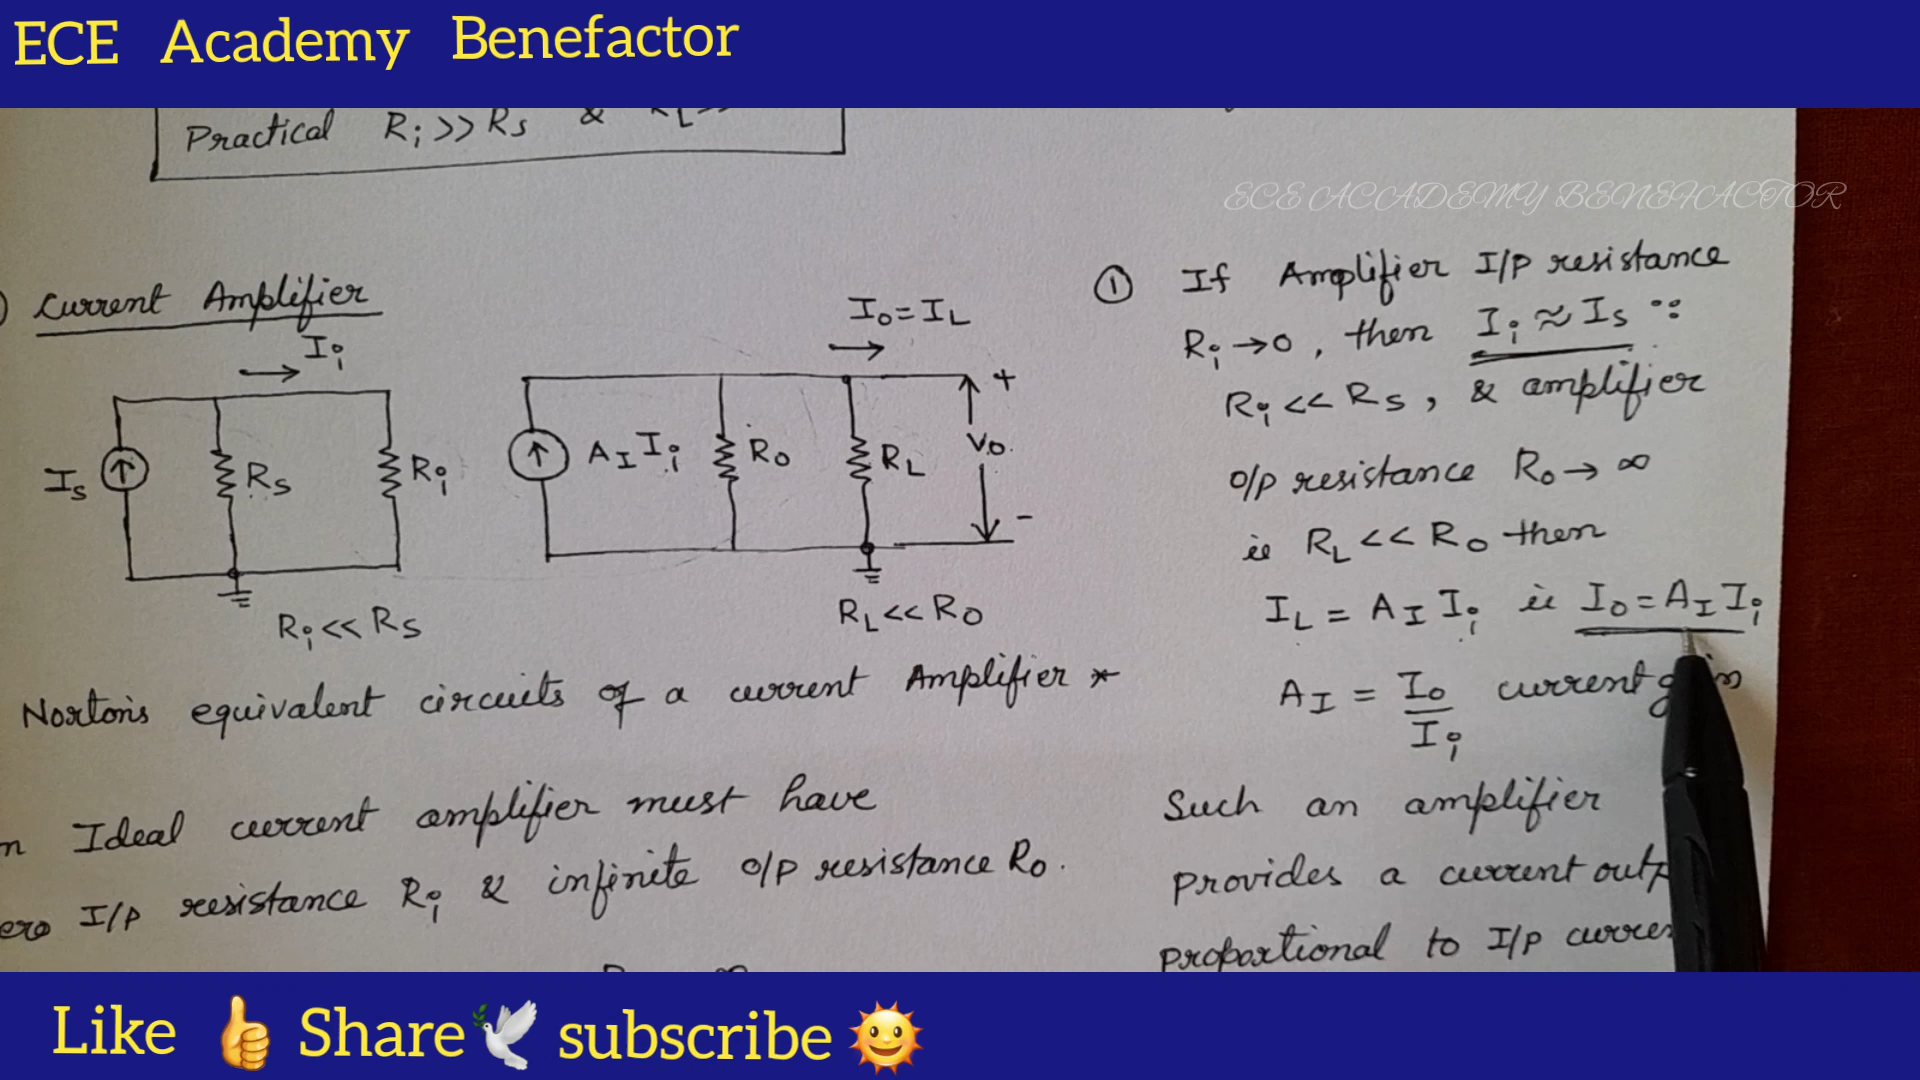 ECE Academy Benefactor
Practical Ri >> Rs &
ECE ACCADEMY BENEFACTOR
Current Amplifier
Ii
Io = IL
Is
Rs
Ri
AI Ii
Ro
RL
Vo
+
-
Ri << Rs
RL << Ro
Norton's equivalent circuits of a current Amplifier *
Ideal current amplifier must have
I/P resistance Ri & infinite o/p resistance Ro.
① If Amplifier I/P resistance
Ri → 0, then Ii ≈ Is ∵
Ri << Rs, & amplifier
o/p resistance Ro → ∞
ie RL << Ro then
IL = AI Ii ie Io = AI Ii
AI = Io / Ii current
Such an amplifier
provides a current
proportional to I/P
Like 👍 Share 🕊 subscribe 🌞